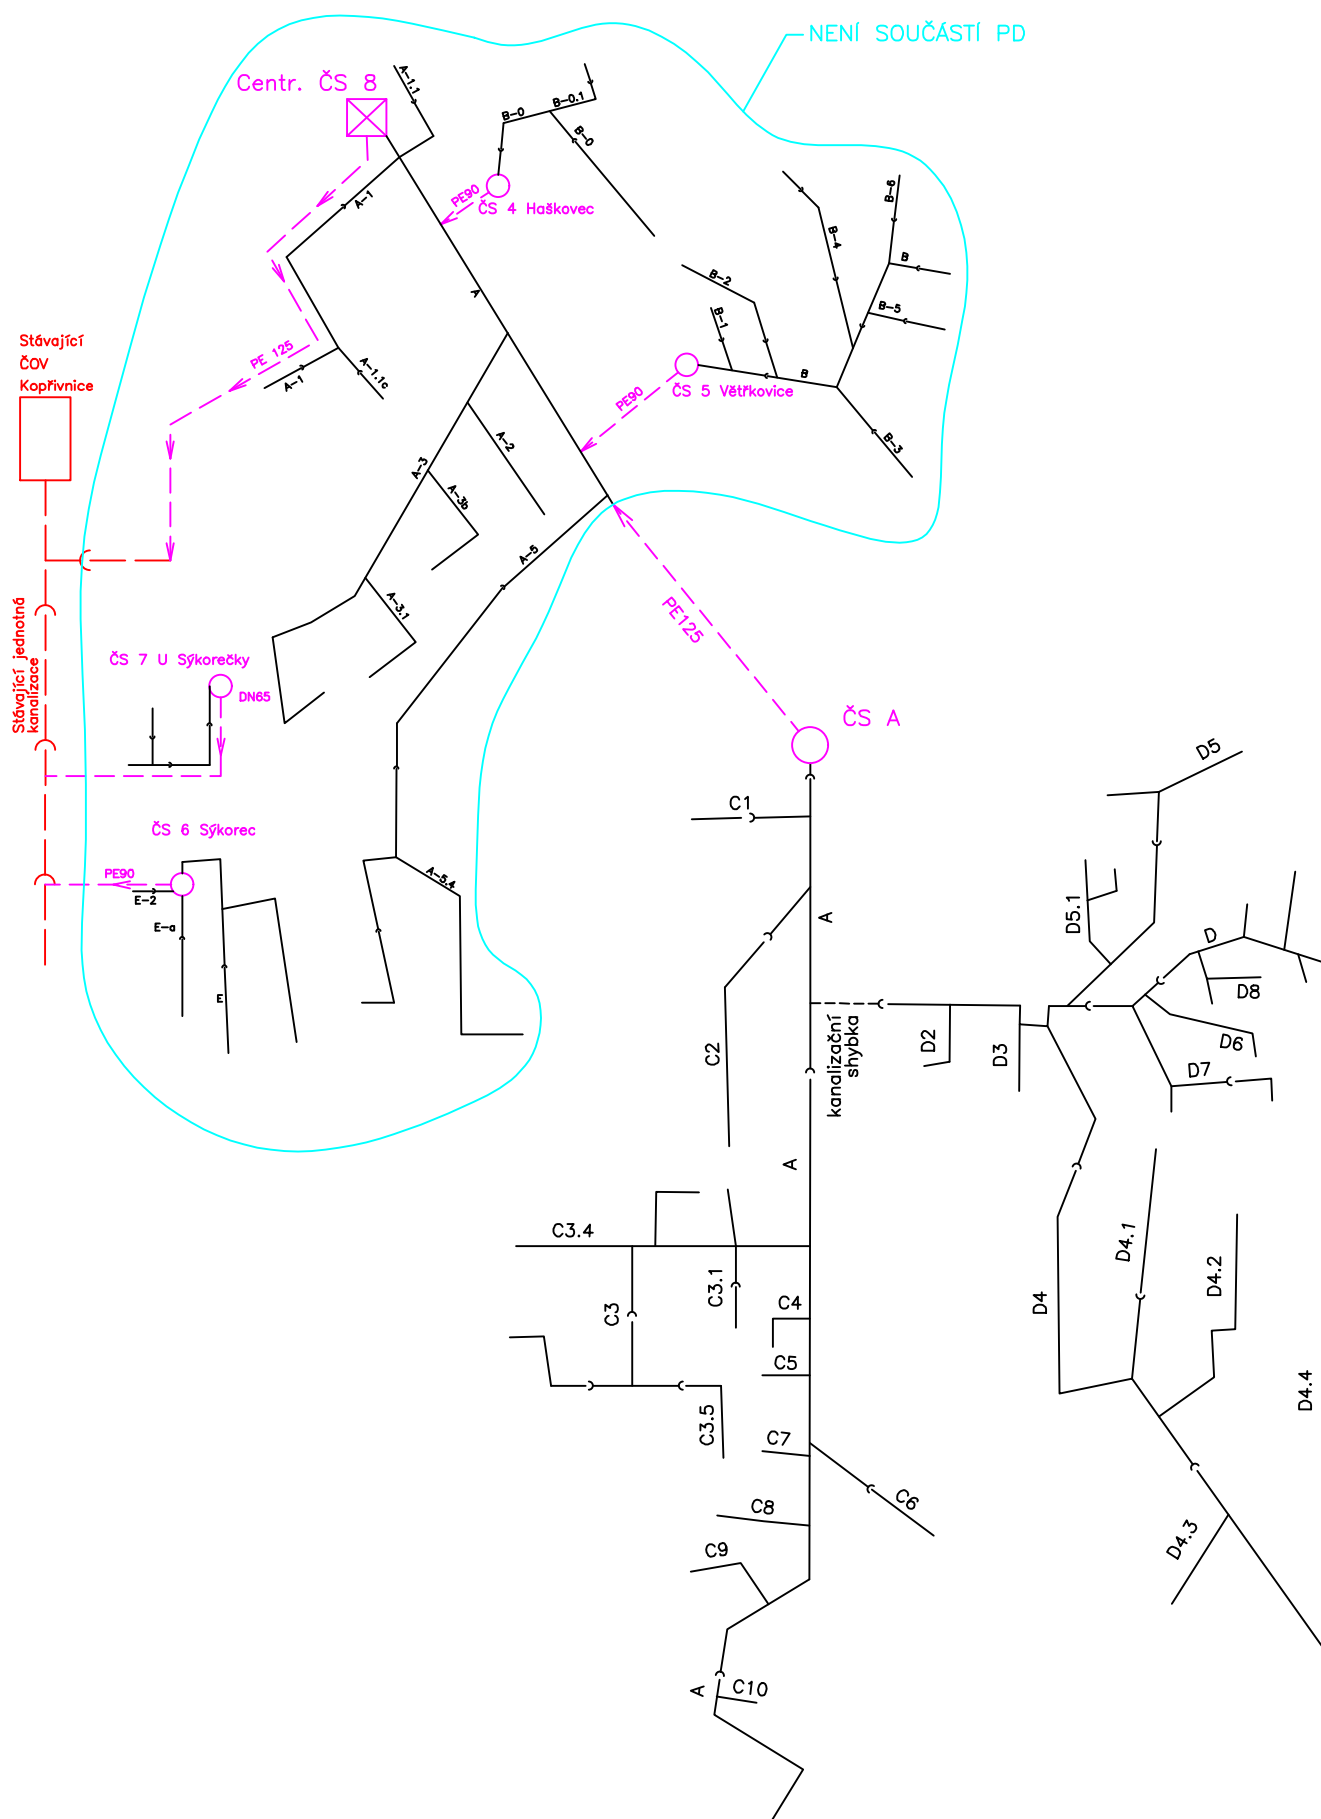 NENÍ SOUČÁSTÍ PD
Centr. ČS 8
A-1.1
B-0
B-0.1
B-0
PE90
ČS 4 Haškovec
A-1
B-6
B-4
B
B-2
B-5
B-1
A
Stávající
ČOV
Kopřivnice
PE 125
A-1
A-1.1c
PE90
ČS 5 Větřkovice
B
B-3
A-2
A-3
A-3b
A-5
A-3.1
PE125
Stávající jednotná
kanalizace
ČS 7 U Sýkorečky
DN65
ČS A
ČS 6 Sýkorec
PE90
E-2
E-a
E
A-5.4
C1
A
C2
kanalizační
shybka
A
D5
D5.1
D
D8
D2
D3
D6
D7
C3.4
C3.1
C3
C4
C5
C3.5
C7
C6
C8
C9
A
C10
D4
D4.1
D4.2
D4.4
D4.3